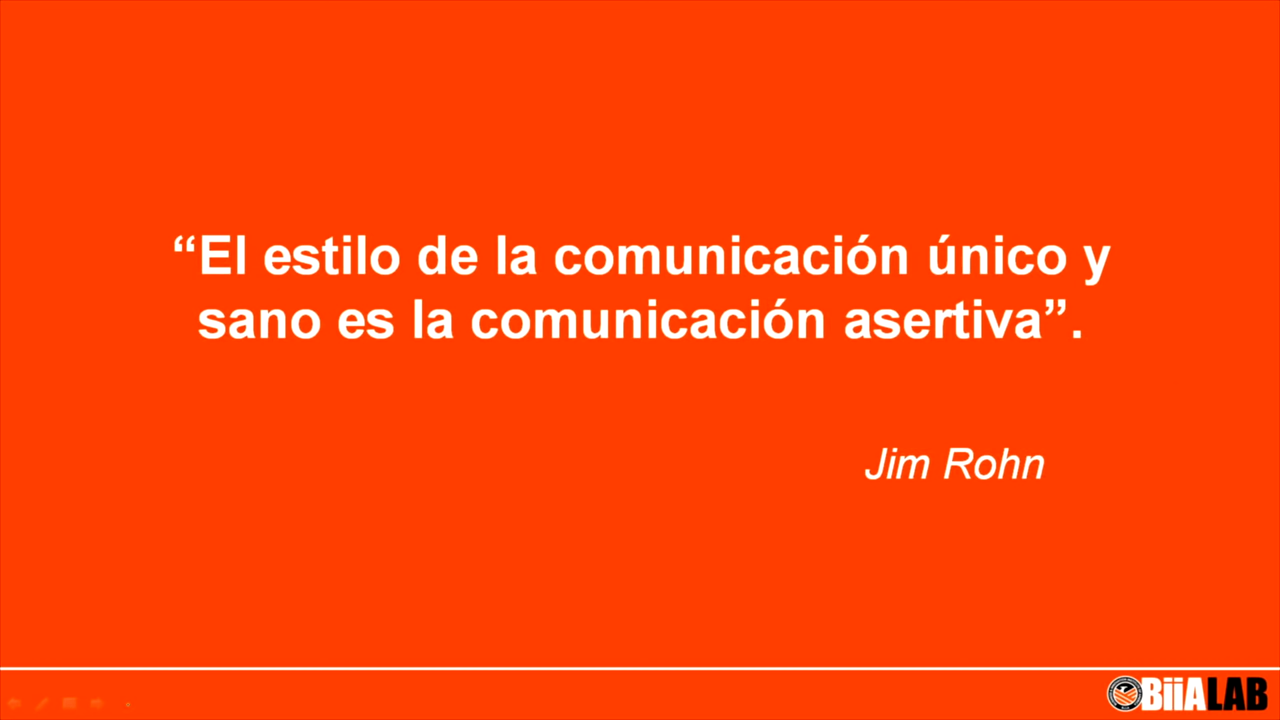 “El estilo de la comunicación único y
sano es la comunicación asertiva”.
Jim Rohn
BiiALAB